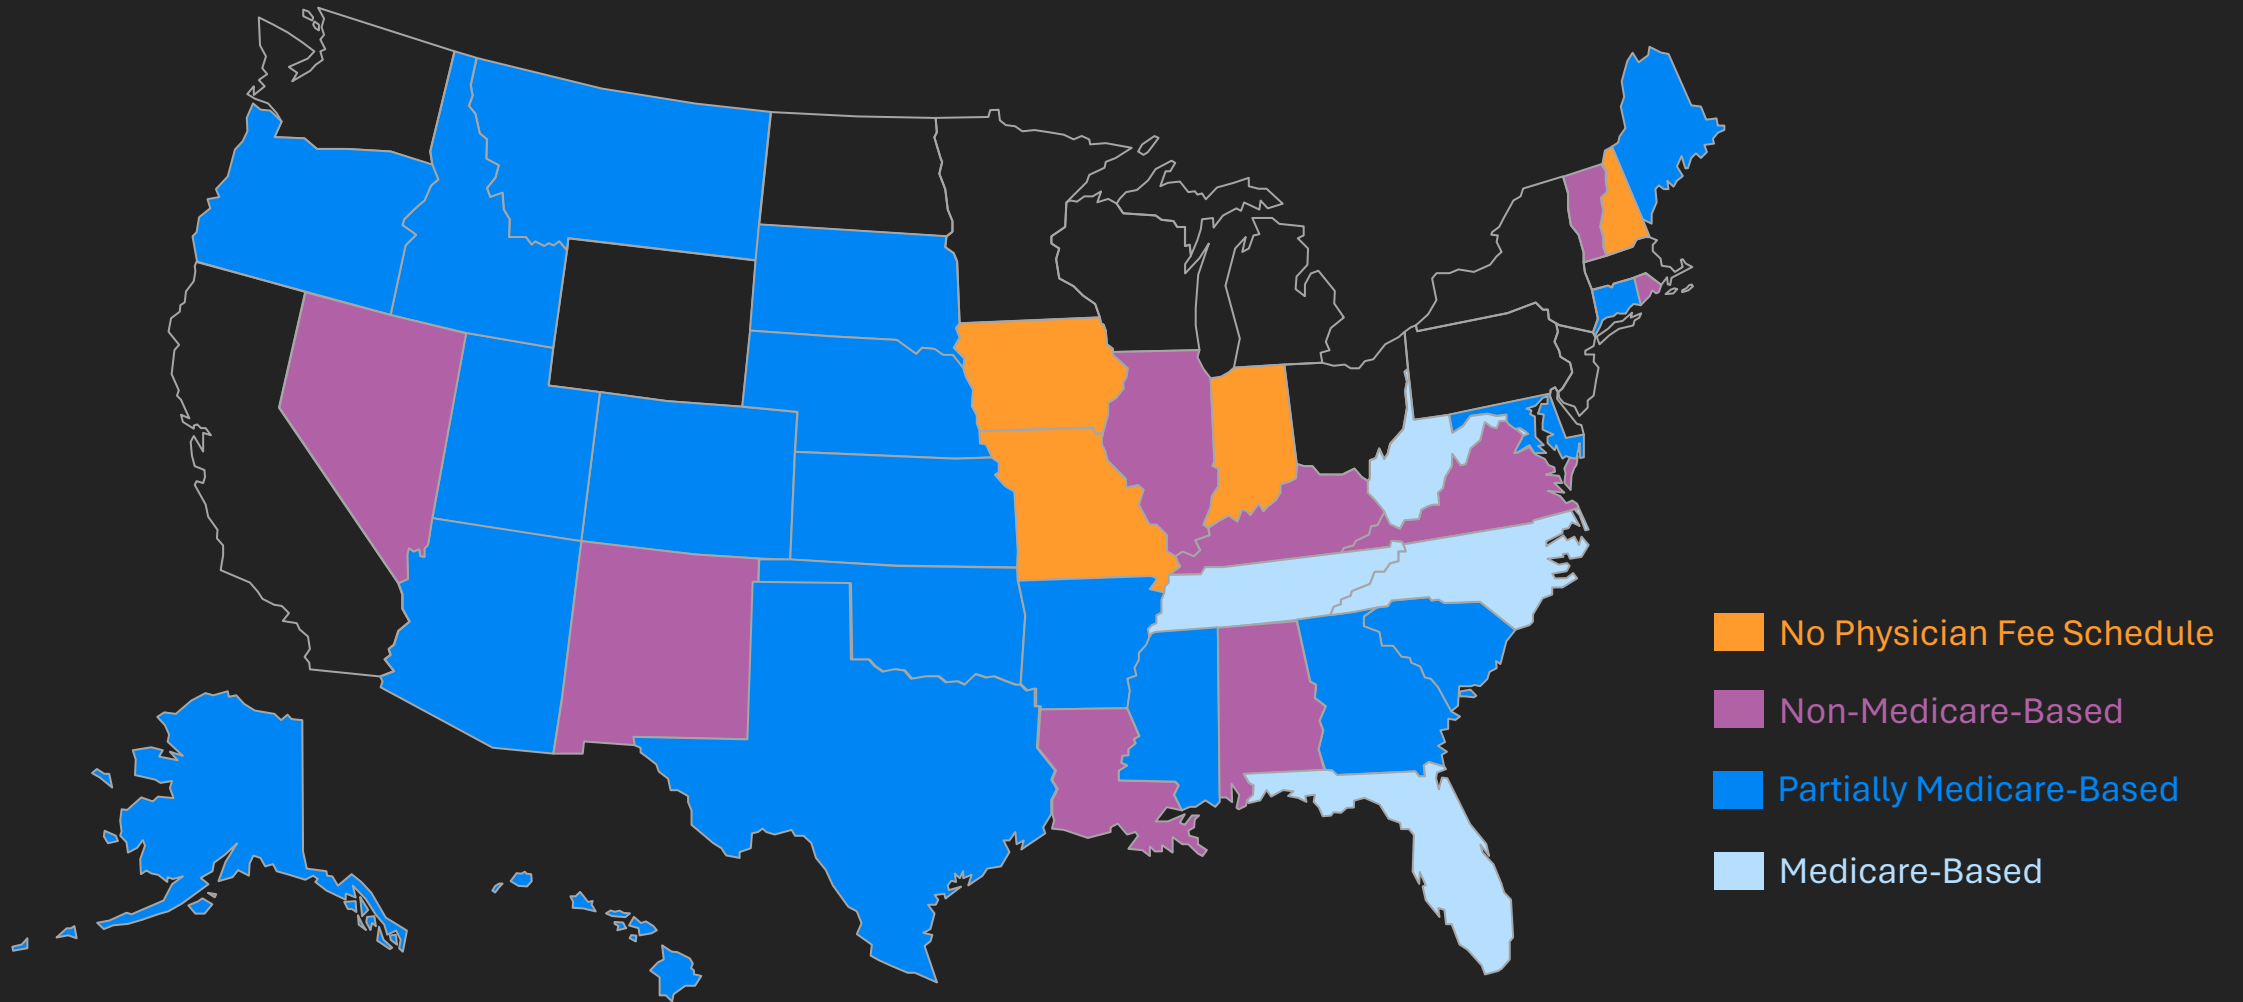 No Physician Fee Schedule
Non-Medicare-Based
Partially Medicare-Based
Medicare-Based